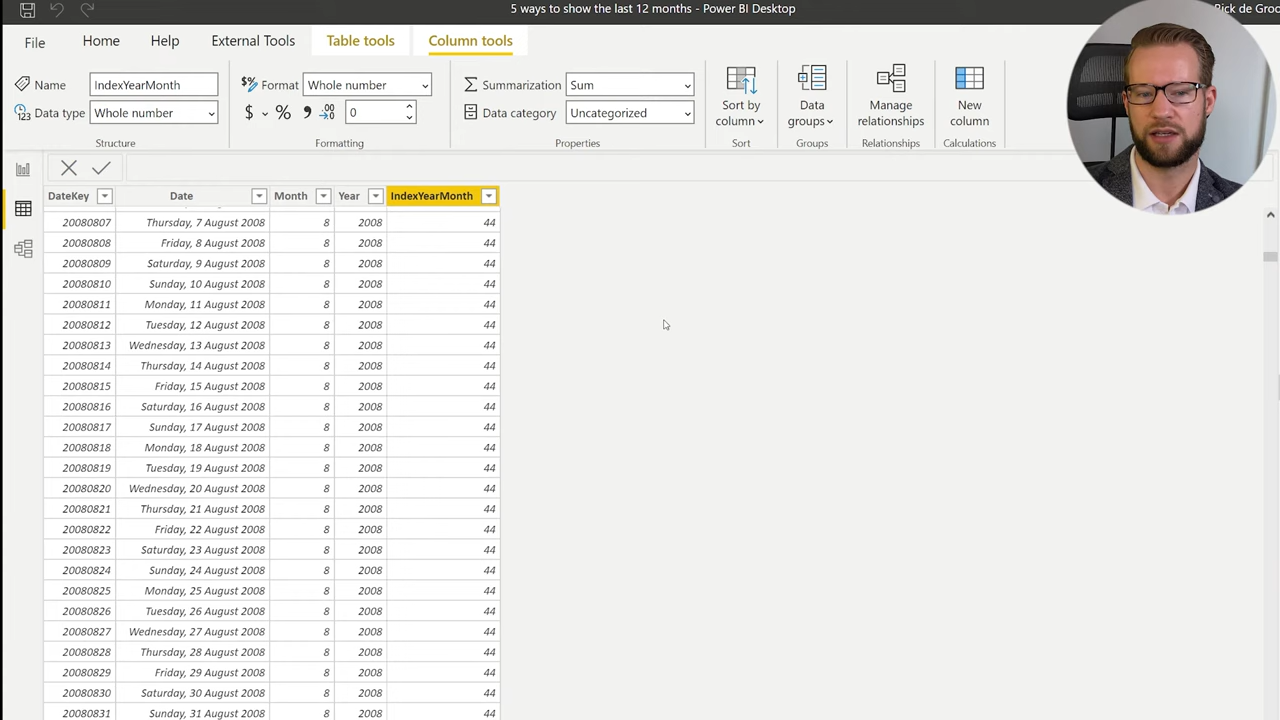 5 ways to show the last 12 months - Power BI Desktop
Rick de Groo
File
Home
Help
External Tools
Table tools
Column tools
Name
IndexYearMonth
Data type
Whole number
Structure
Format
Whole number
$ % 9 .00 0
Formatting
Summarization
Sum
Data category
Uncategorized
Properties
Sort by
column
Sort
Data
groups
Groups
Manage
relationships
Relationships
New
column
Calculations
DateKey Date Month Year IndexYearMonth
20080807 Thursday, 7 August 2008 8 2008 44
20080808 Friday, 8 August 2008 8 2008 44
20080809 Saturday, 9 August 2008 8 2008 44
20080810 Sunday, 10 August 2008 8 2008 44
20080811 Monday, 11 August 2008 8 2008 44
20080812 Tuesday, 12 August 2008 8 2008 44
20080813 Wednesday, 13 August 2008 8 2008 44
20080814 Thursday, 14 August 2008 8 2008 44
20080815 Friday, 15 August 2008 8 2008 44
20080816 Saturday, 16 August 2008 8 2008 44
20080817 Sunday, 17 August 2008 8 2008 44
20080818 Monday, 18 August 2008 8 2008 44
20080819 Tuesday, 19 August 2008 8 2008 44
20080820 Wednesday, 20 August 2008 8 2008 44
20080821 Thursday, 21 August 2008 8 2008 44
20080822 Friday, 22 August 2008 8 2008 44
20080823 Saturday, 23 August 2008 8 2008 44
20080824 Sunday, 24 August 2008 8 2008 44
20080825 Monday, 25 August 2008 8 2008 44
20080826 Tuesday, 26 August 2008 8 2008 44
20080827 Wednesday, 27 August 2008 8 2008 44
20080828 Thursday, 28 August 2008 8 2008 44
20080829 Friday, 29 August 2008 8 2008 44
20080830 Saturday, 30 August 2008 8 2008 44
20080831 Sunday, 31 August 2008 8 2008 44